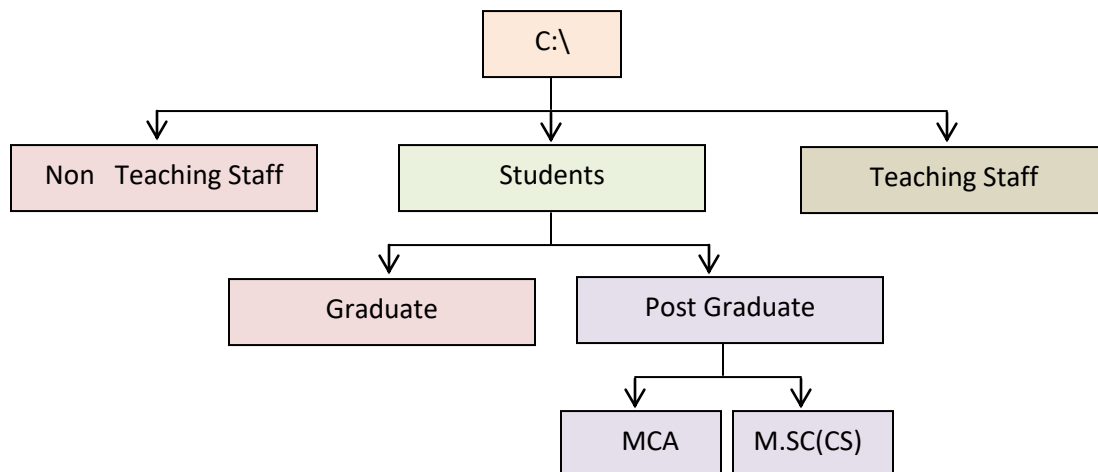 C:\
Non Teaching Staff
Students
Teaching Staff
Graduate
Post Graduate
MCA
M.SC(CS)